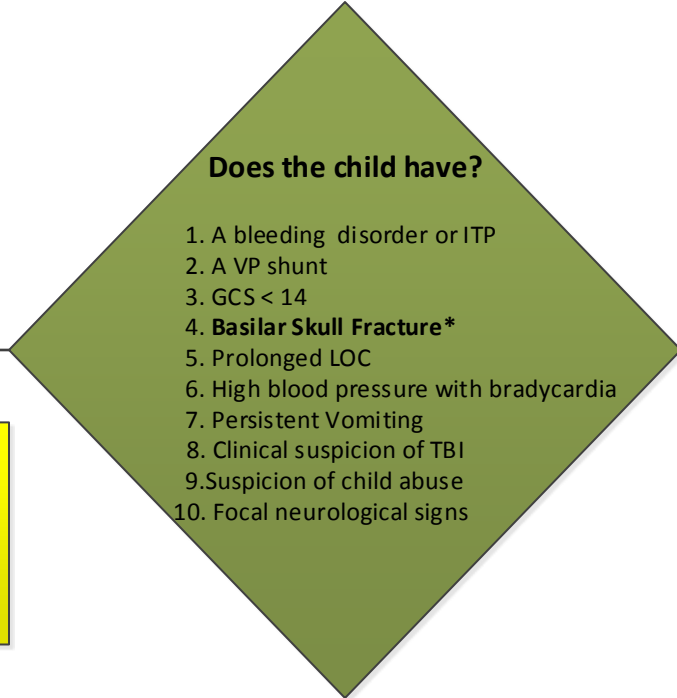 Does the child have?
1. A bleeding disorder or ITP
2. A VP shunt
3. GCS < 14
4. Basilar Skull Fracture*
5. Prolonged LOC
6. High blood pressure with bradycardia
7. Persistent Vomiting
8. Clinical suspicion of TBI
9.Suspicion of child abuse
10. Focal neurological signs